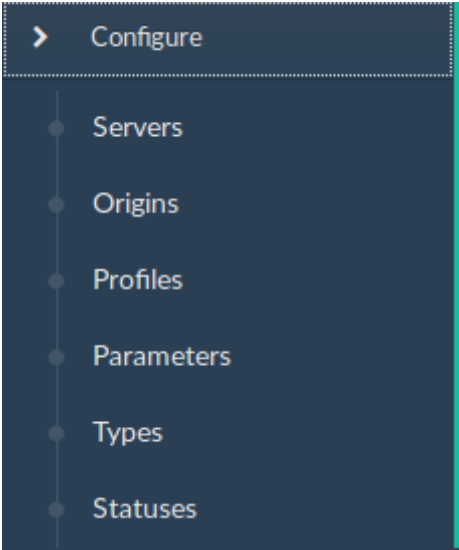 Configure
Servers
Origins
Profiles
Parameters
Types
Statuses